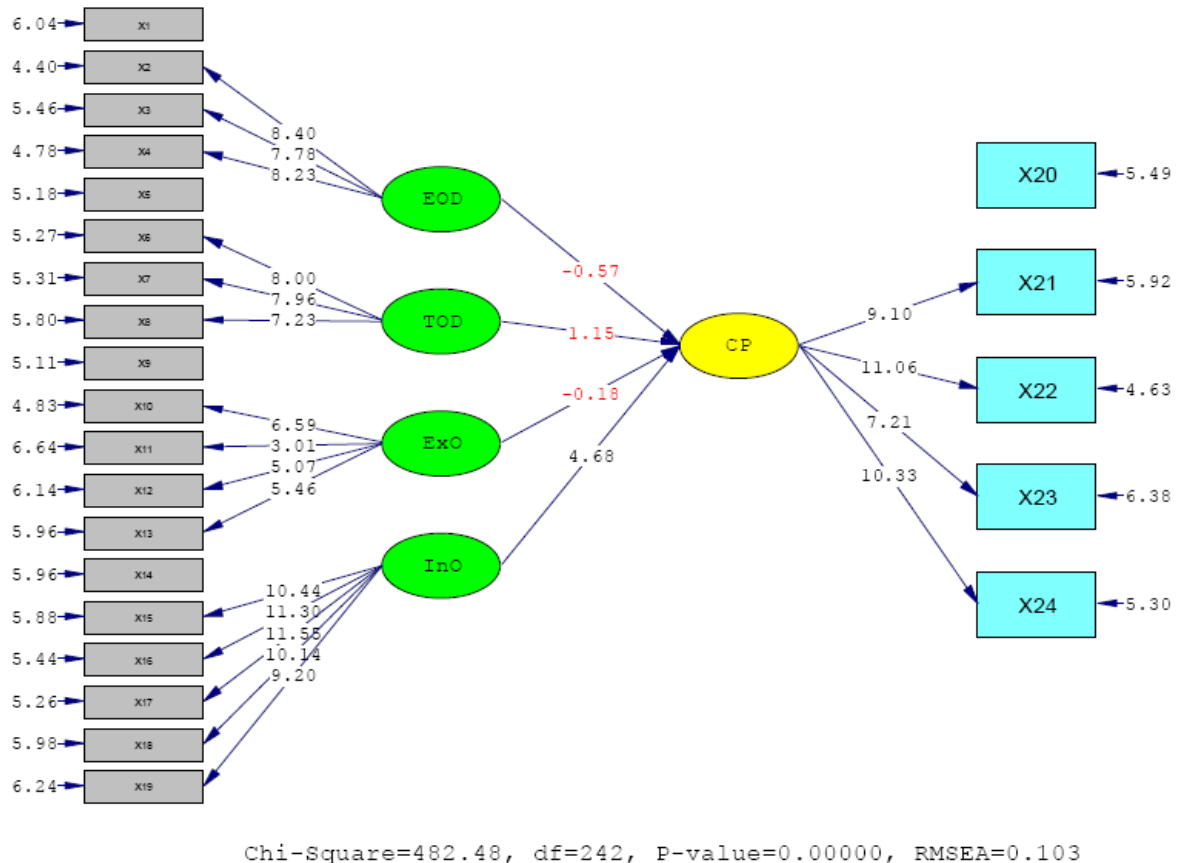 6.04 X1
4.40 X2
5.46 X3
8.40
7.78
4.78 X4
8.23
5.18 X5
EOD
5.27 X6
-0.57
5.31 X7
8.00
7.96
5.80 X8
7.23
TOD
1.15
5.11 X9
CP
4.83 X10
-0.18
6.59
6.64 X11
3.01
ExO
5.07
6.14 X12
5.46
4.68
5.96 X13
5.96 X14
InO
10.44
5.88 X15
11.30
11.55
5.44 X16
10.14
9.20
5.26 X17
5.98 X18
6.24 X19
X20 5.49
X21 5.92
9.10
11.06
X22 4.63
7.21
10.33
X23 6.38
X24 5.30
Chi-Square=482.48, df=242, P-value=0.00000, RMSEA=0.103